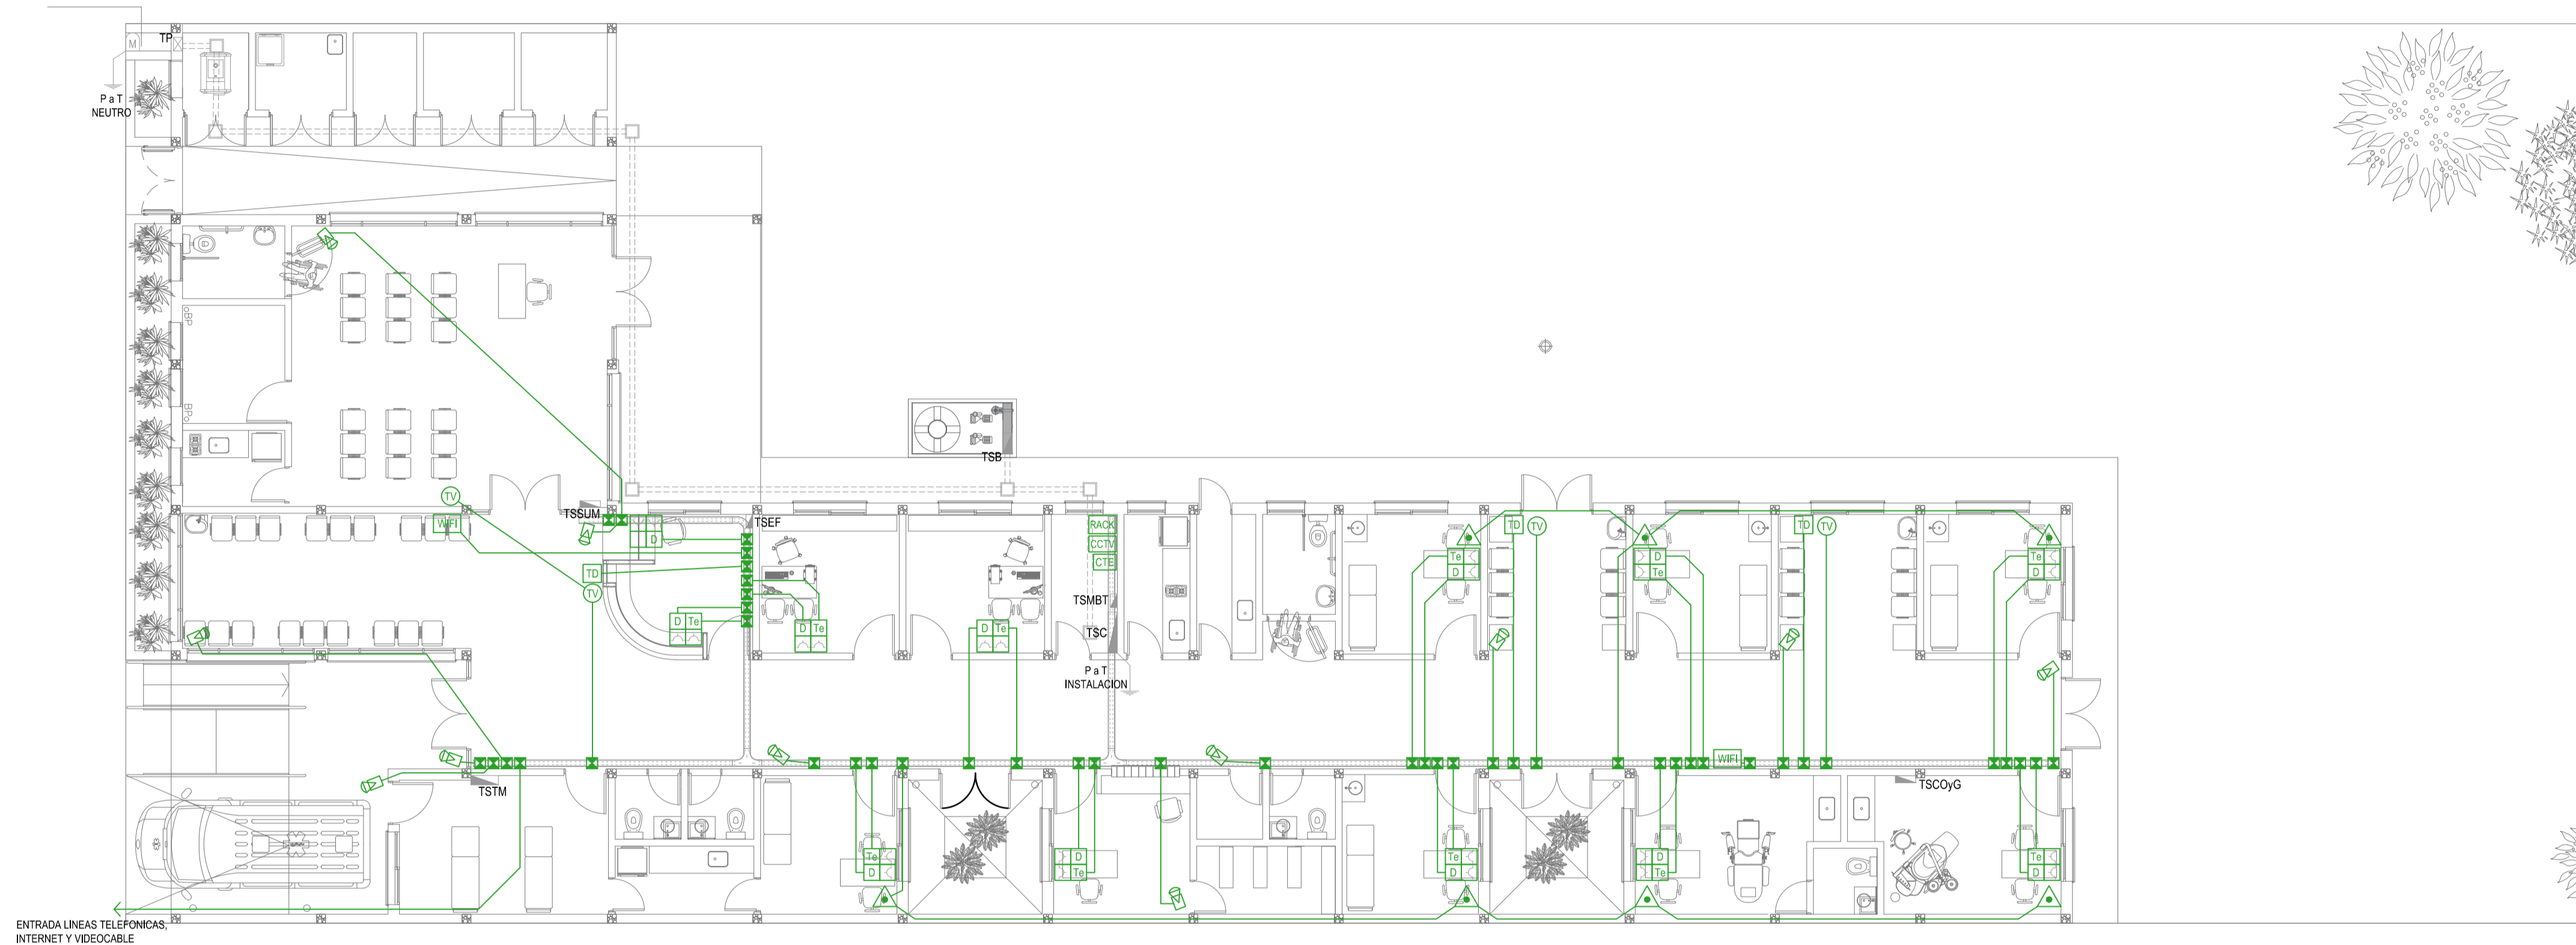 TP
M
P a T
NEUTRO
BP
BP
TSB
TV
WIFI
TSSUM
D
TSEF
TD
TV
D Te
D Te
D Te
RACK
CCTV
CTE
TSMBT
TSC
P a T
INSTALACION
Te
D
TD
TV
D
Te
TD
TV
Te
D
WIFI
TSTM
TSCOyG
Te
D
D
Te
Te
D
D
Te
Te
D
ENTRADA LINEAS TELEFONICAS,
INTERNET Y VIDEOCABLE